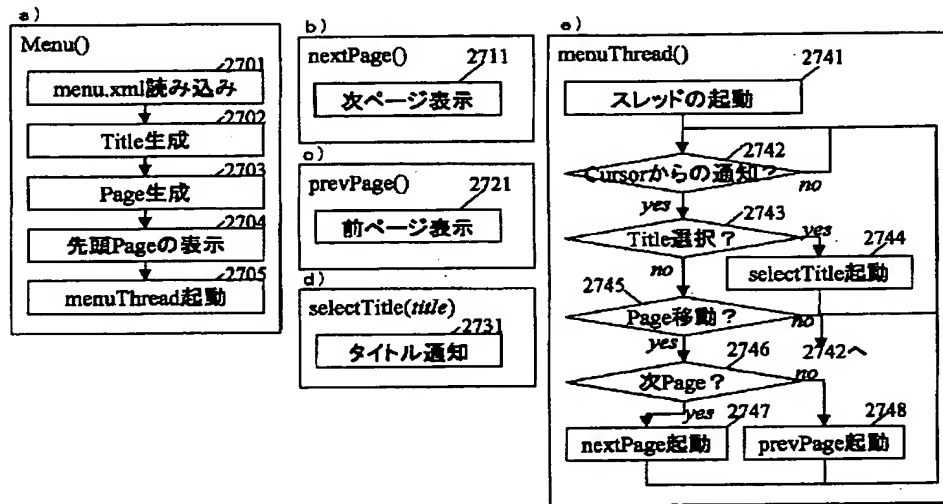 a)
Menu()
2701
menu.xml読み込み
2702
Title生成
2703
Page生成
2704
先頭Pageの表示
2705
menuThread起動
b)
nextPage()
2711
次ページ表示
c)
prevPage()
2721
前ページ表示
d)
selectTitle(title)
2731
タイトル通知
e)
menuThread()
2741
スレッドの起動
2742
Cursorからの通知?
no
yes
2743
Title選択?
yes
2744
no
selectTitle起動
2745
Page移動?
no
yes
2742へ
2746
次Page?
no
yes
2747
nextPage起動
2748
prevPage起動